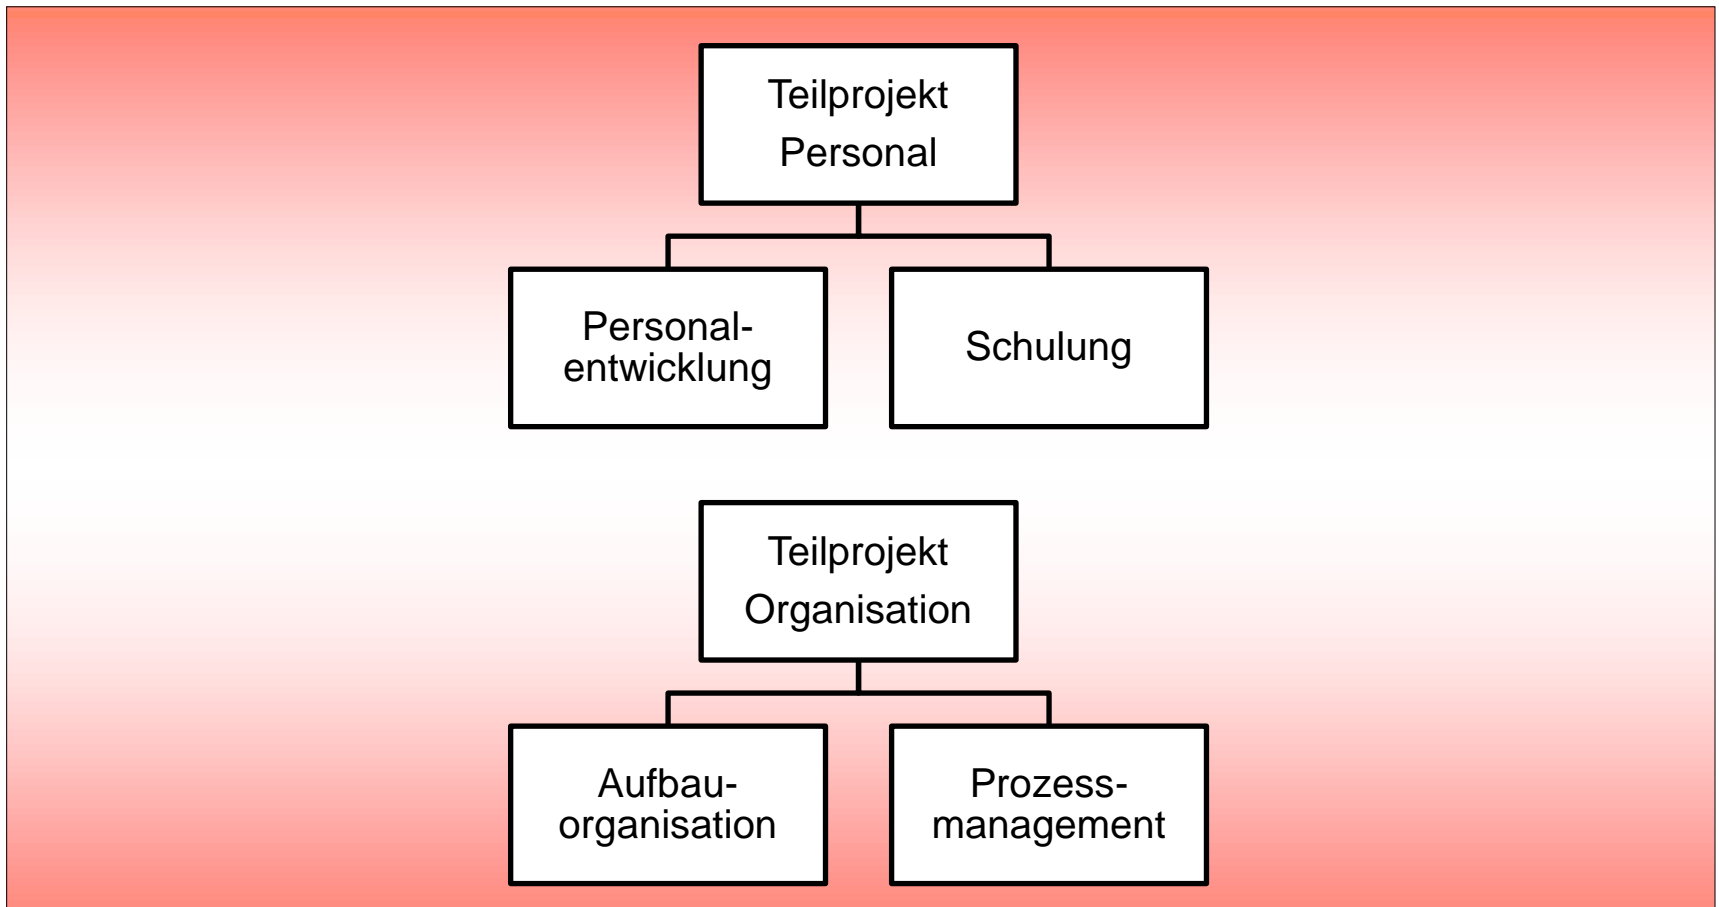 Teilprojekt
Personal
Personal-
entwicklung
Schulung
Teilprojekt
Organisation
Aufbau-
organisation
Prozess-
management